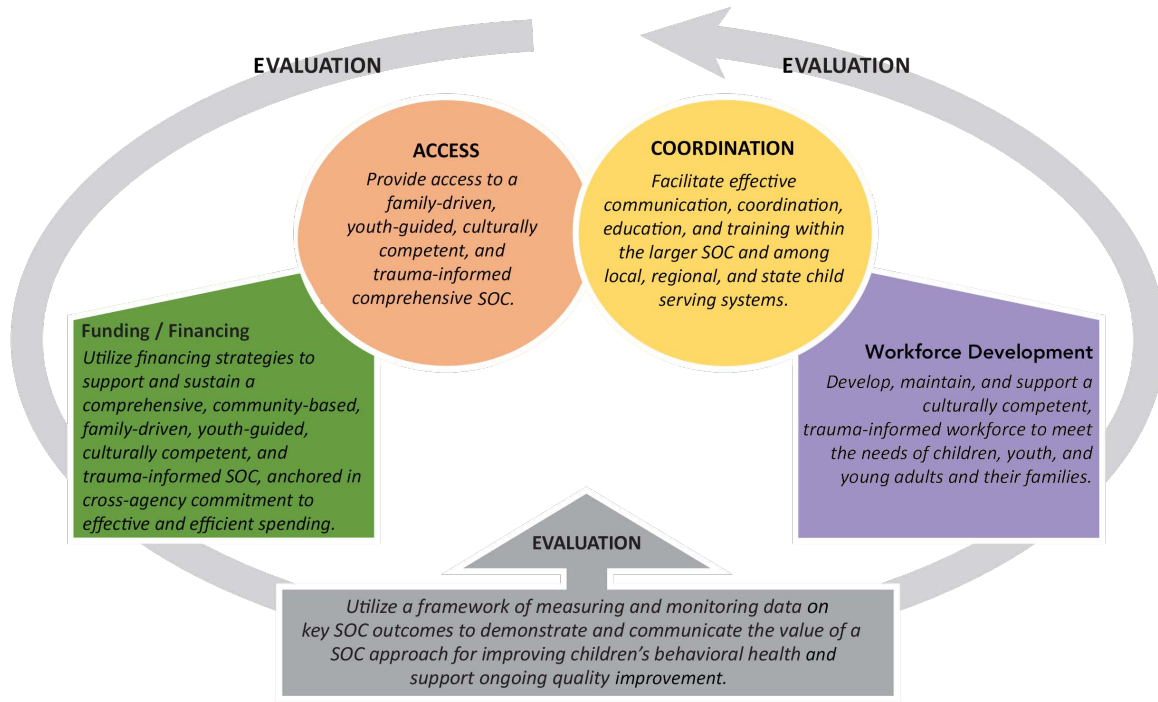 EVALUATION
EVALUATION
ACCESS
Provide access to a
family-driven,
youth-guided, culturally
competent, and
trauma-informed
comprehensive SOC.
COORDINATION
Facilitate effective
communication, coordination,
education, and training within
the larger SOC and among
local, regional, and state child
serving systems.
Funding / Financing
Utilize financing strategies to
support and sustain a
comprehensive, community-based,
family-driven, youth-guided,
culturally competent, and
trauma-informed SOC, anchored in
cross-agency commitment to
effective and efficient spending.
Workforce Development
Develop, maintain, and support a
culturally competent,
trauma-informed workforce to meet
the needs of children, youth, and
young adults and their families.
EVALUATION
Utilize a framework of measuring and monitoring data on
key SOC outcomes to demonstrate and communicate the value of a
SOC approach for improving children’s behavioral health and
support ongoing quality improvement.